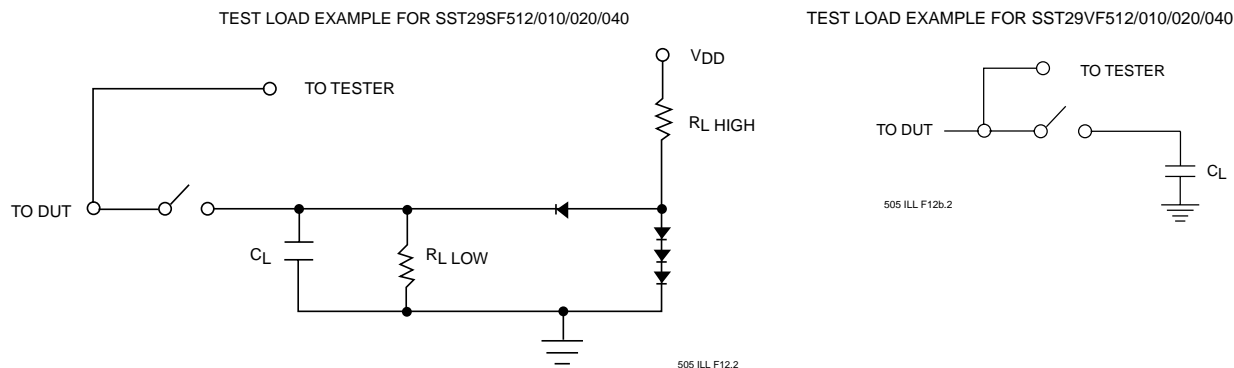 TEST LOAD EXAMPLE FOR SST29SF512/010/020/040
VDD
TO TESTER
RL HIGH
TO DUT
CL
RL LOW
505 ILL F12.2
TEST LOAD EXAMPLE FOR SST29VF512/010/020/040
TO TESTER
TO DUT
CL
505 ILL F12b.2